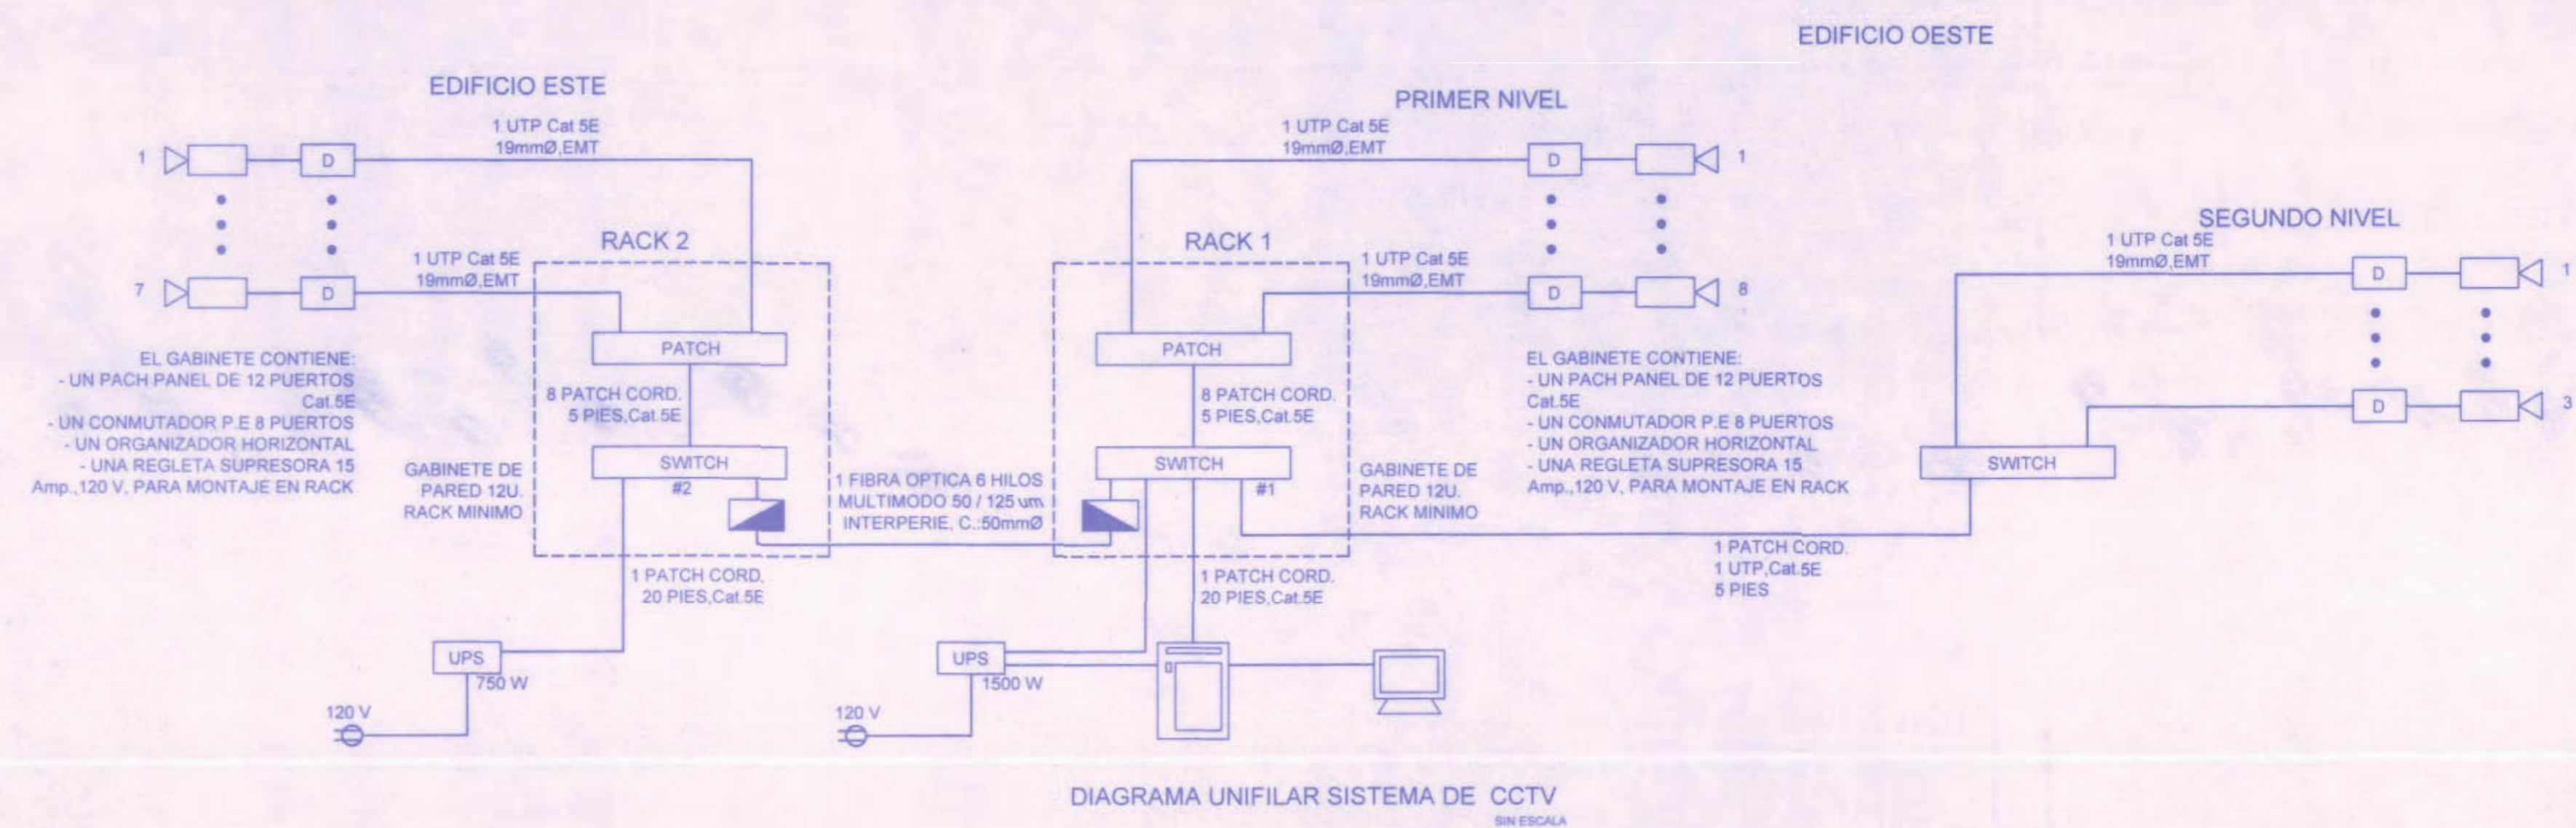 EDIFICIO OESTE
EDIFICIO ESTE
1 UTP Cat 5E
19mmØ,EMT
1
D
7
D
1 UTP Cat 5E
19mmØ,EMT
RACK 2
PATCH
8 PATCH CORD.
5 PIES,Cat.5E
SWITCH
#2
EL GABINETE CONTIENE:
- UN PACH PANEL DE 12 PUERTOS
Cat.5E
- UN CONMUTADOR P.E 8 PUERTOS
- UN ORGANIZADOR HORIZONTAL
- UNA REGLETA SUPRESORA 15
Amp.,120 V, PARA MONTAJE EN RACK
GABINETE DE
PARED 12U.
RACK MINIMO
1 PATCH CORD.
20 PIES,Cat.5E
UPS
750 W
120 V
1 FIBRA OPTICA 6 HILOS
MULTIMODO 50 / 125 um
INTERPERIE, C.:50mmØ
PRIMER NIVEL
1 UTP Cat 5E
19mmØ,EMT
D
1
RACK 1
1 UTP Cat 5E
19mmØ,EMT
D
8
PATCH
8 PATCH CORD.
5 PIES,Cat.5E
SWITCH
#1
GABINETE DE
PARED 12U.
RACK MINIMO
EL GABINETE CONTIENE:
- UN PACH PANEL DE 12 PUERTOS
Cat.5E
- UN CONMUTADOR P.E 8 PUERTOS
- UN ORGANIZADOR HORIZONTAL
- UNA REGLETA SUPRESORA 15
Amp.,120 V, PARA MONTAJE EN RACK
1 PATCH CORD.
20 PIES,Cat.5E
UPS
1500 W
120 V
SEGUNDO NIVEL
1 UTP Cat 5E
19mmØ,EMT
D
1
D
3
SWITCH
1 PATCH CORD.
1 UTP,Cat.5E
5 PIES
DIAGRAMA UNIFILAR SISTEMA DE CCTV
SIN ESCALA